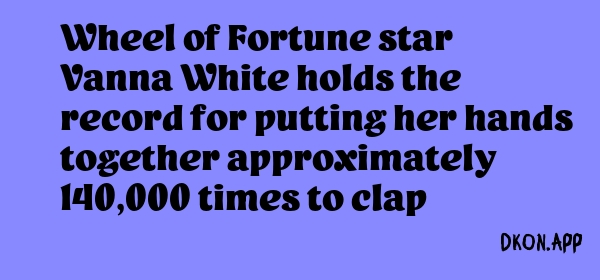 Wheel of Fortune star
Vanna White holds the
record for putting her hands
together approximately
140,000 times to clap
DKON.APP